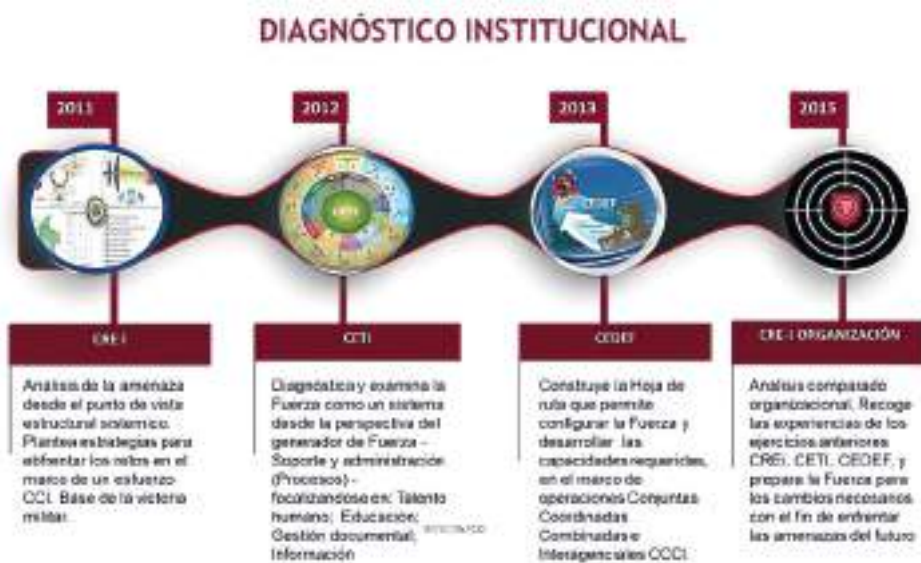 DIAGNÓSTICO INSTITUCIONAL
2011
2012
2013
2015
CRE I
CETI
CEDEF
CRE-I ORGANIZACIÓN
Análisis de la amenaza
desde el punto de vista
estructural sistémico.
Plantea estrategias para
enfrentar los retos en el
marco de un esfuerzo
CCI. Base de la victoria
militar.
Diagnostica y examina la
Fuerza como un sistema
desde la perspectiva del
generador de Fuerza –
Soporte y administración
(Procesos) -
focalizándose en: Talento
humano; Educación;
Gestión documental;
Información
Construye la Hoja de
ruta que permite
configurar la Fuerza y
desarrollar las
capacidades requeridas,
en el marco de
operaciones Conjuntas
Coordinadas
Combinadas e
Interagenciales CCCI.
Análisis comparado
organizacional. Recoge
las experiencias de los
ejercicios anteriores
CREI, CETI, CEDEF, y
prepara la Fuerza para
los cambios necesarios
con el fin de enfrentar
las amenazas del futuro